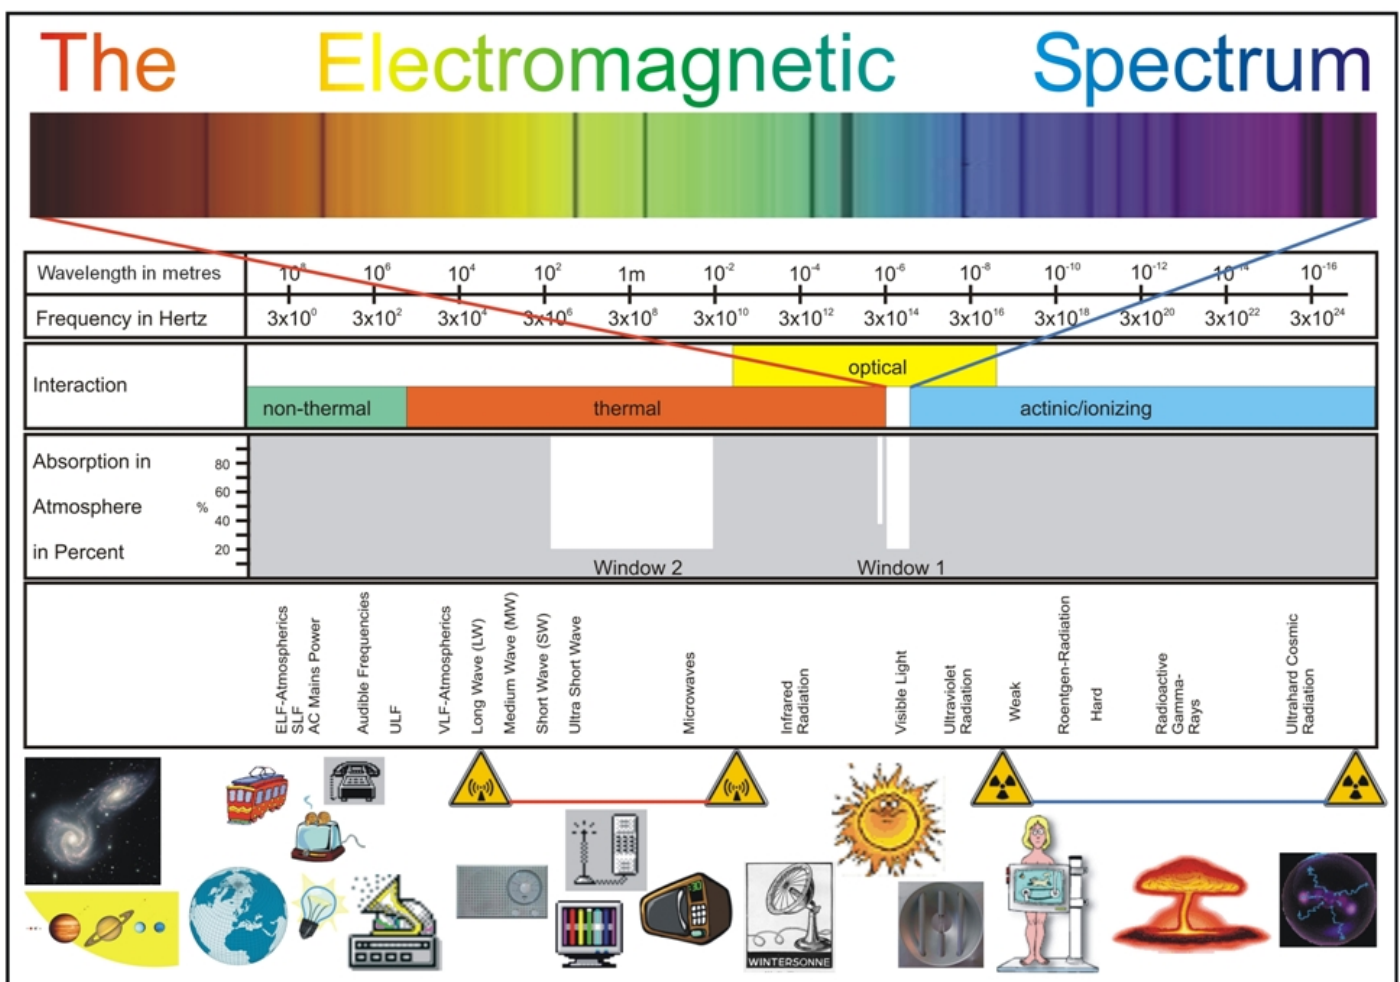 The Electromagnetic Spectrum
Wavelength in metres 10⁸ 10⁶ 10⁴ 10² 1m 10⁻² 10⁻⁴ 10⁻⁶ 10⁻⁸ 10⁻¹⁰ 10⁻¹² 10⁻¹⁴ 10⁻¹⁶
Frequency in Hertz 3x10⁰ 3x10² 3x10⁴ 3x10⁶ 3x10⁸ 3x10¹⁰ 3x10¹² 3x10¹⁴ 3x10¹⁶ 3x10¹⁸ 3x10²⁰ 3x10²² 3x10²⁴
Interaction
optical
non-thermal thermal actinic/ionizing
Absorption in
Atmosphere
in Percent
%
80
60
40
20
Window 2 Window 1
ELF-Atmospherics
SLF
AC Mains Power
Audible Frequencies
ULF
VLF-Atmospherics
Long Wave (LW)
Medium Wave (MW)
Short Wave (SW)
Ultra Short Wave
Microwaves
Infrared
Radiation
Visible Light
Ultraviolet
Radiation
Weak
Roentgen-Radiation
Hard
Radioactive
Gamma-
Rays
Ultrahard Cosmic
Radiation
WINTERSONNE